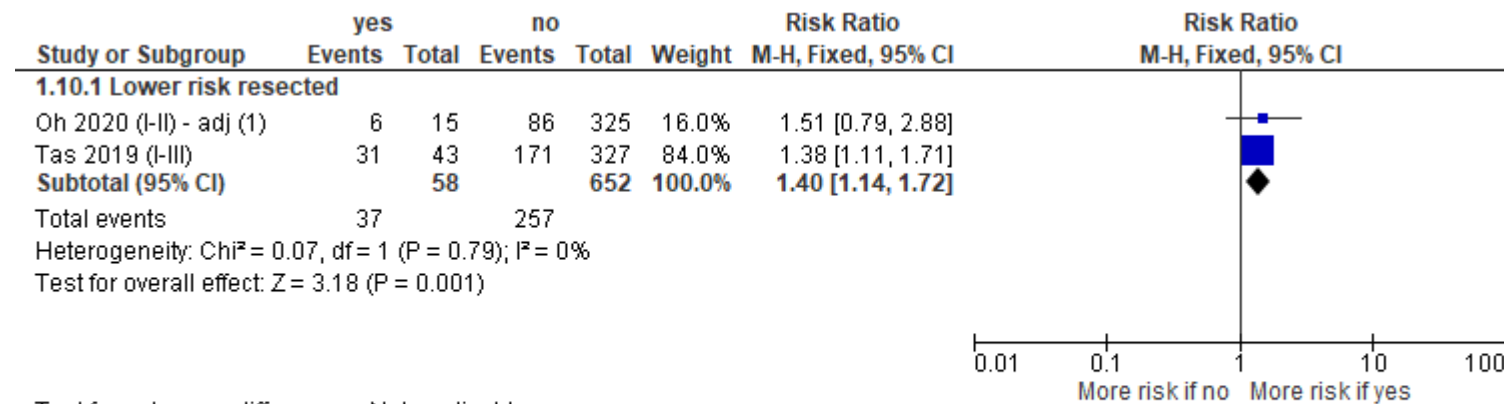 yes no Risk Ratio Risk Ratio
Study or Subgroup Events Total Events Total Weight M-H, Fixed, 95% CI M-H, Fixed, 95% CI
1.10.1 Lower risk resected
Oh 2020 (I-II) - adj (1) 6 15 86 325 16.0% 1.51 [0.79, 2.88]
Tas 2019 (I-III) 31 43 171 327 84.0% 1.38 [1.11, 1.71]
Subtotal (95% CI) 58 652 100.0% 1.40 [1.14, 1.72]
Total events 37 257
Heterogeneity: Chi² = 0.07, df = 1 (P = 0.79); I² = 0%
Test for overall effect: Z = 3.18 (P = 0.001)
0.01 0.1 1 10 100
More risk if no More risk if yes